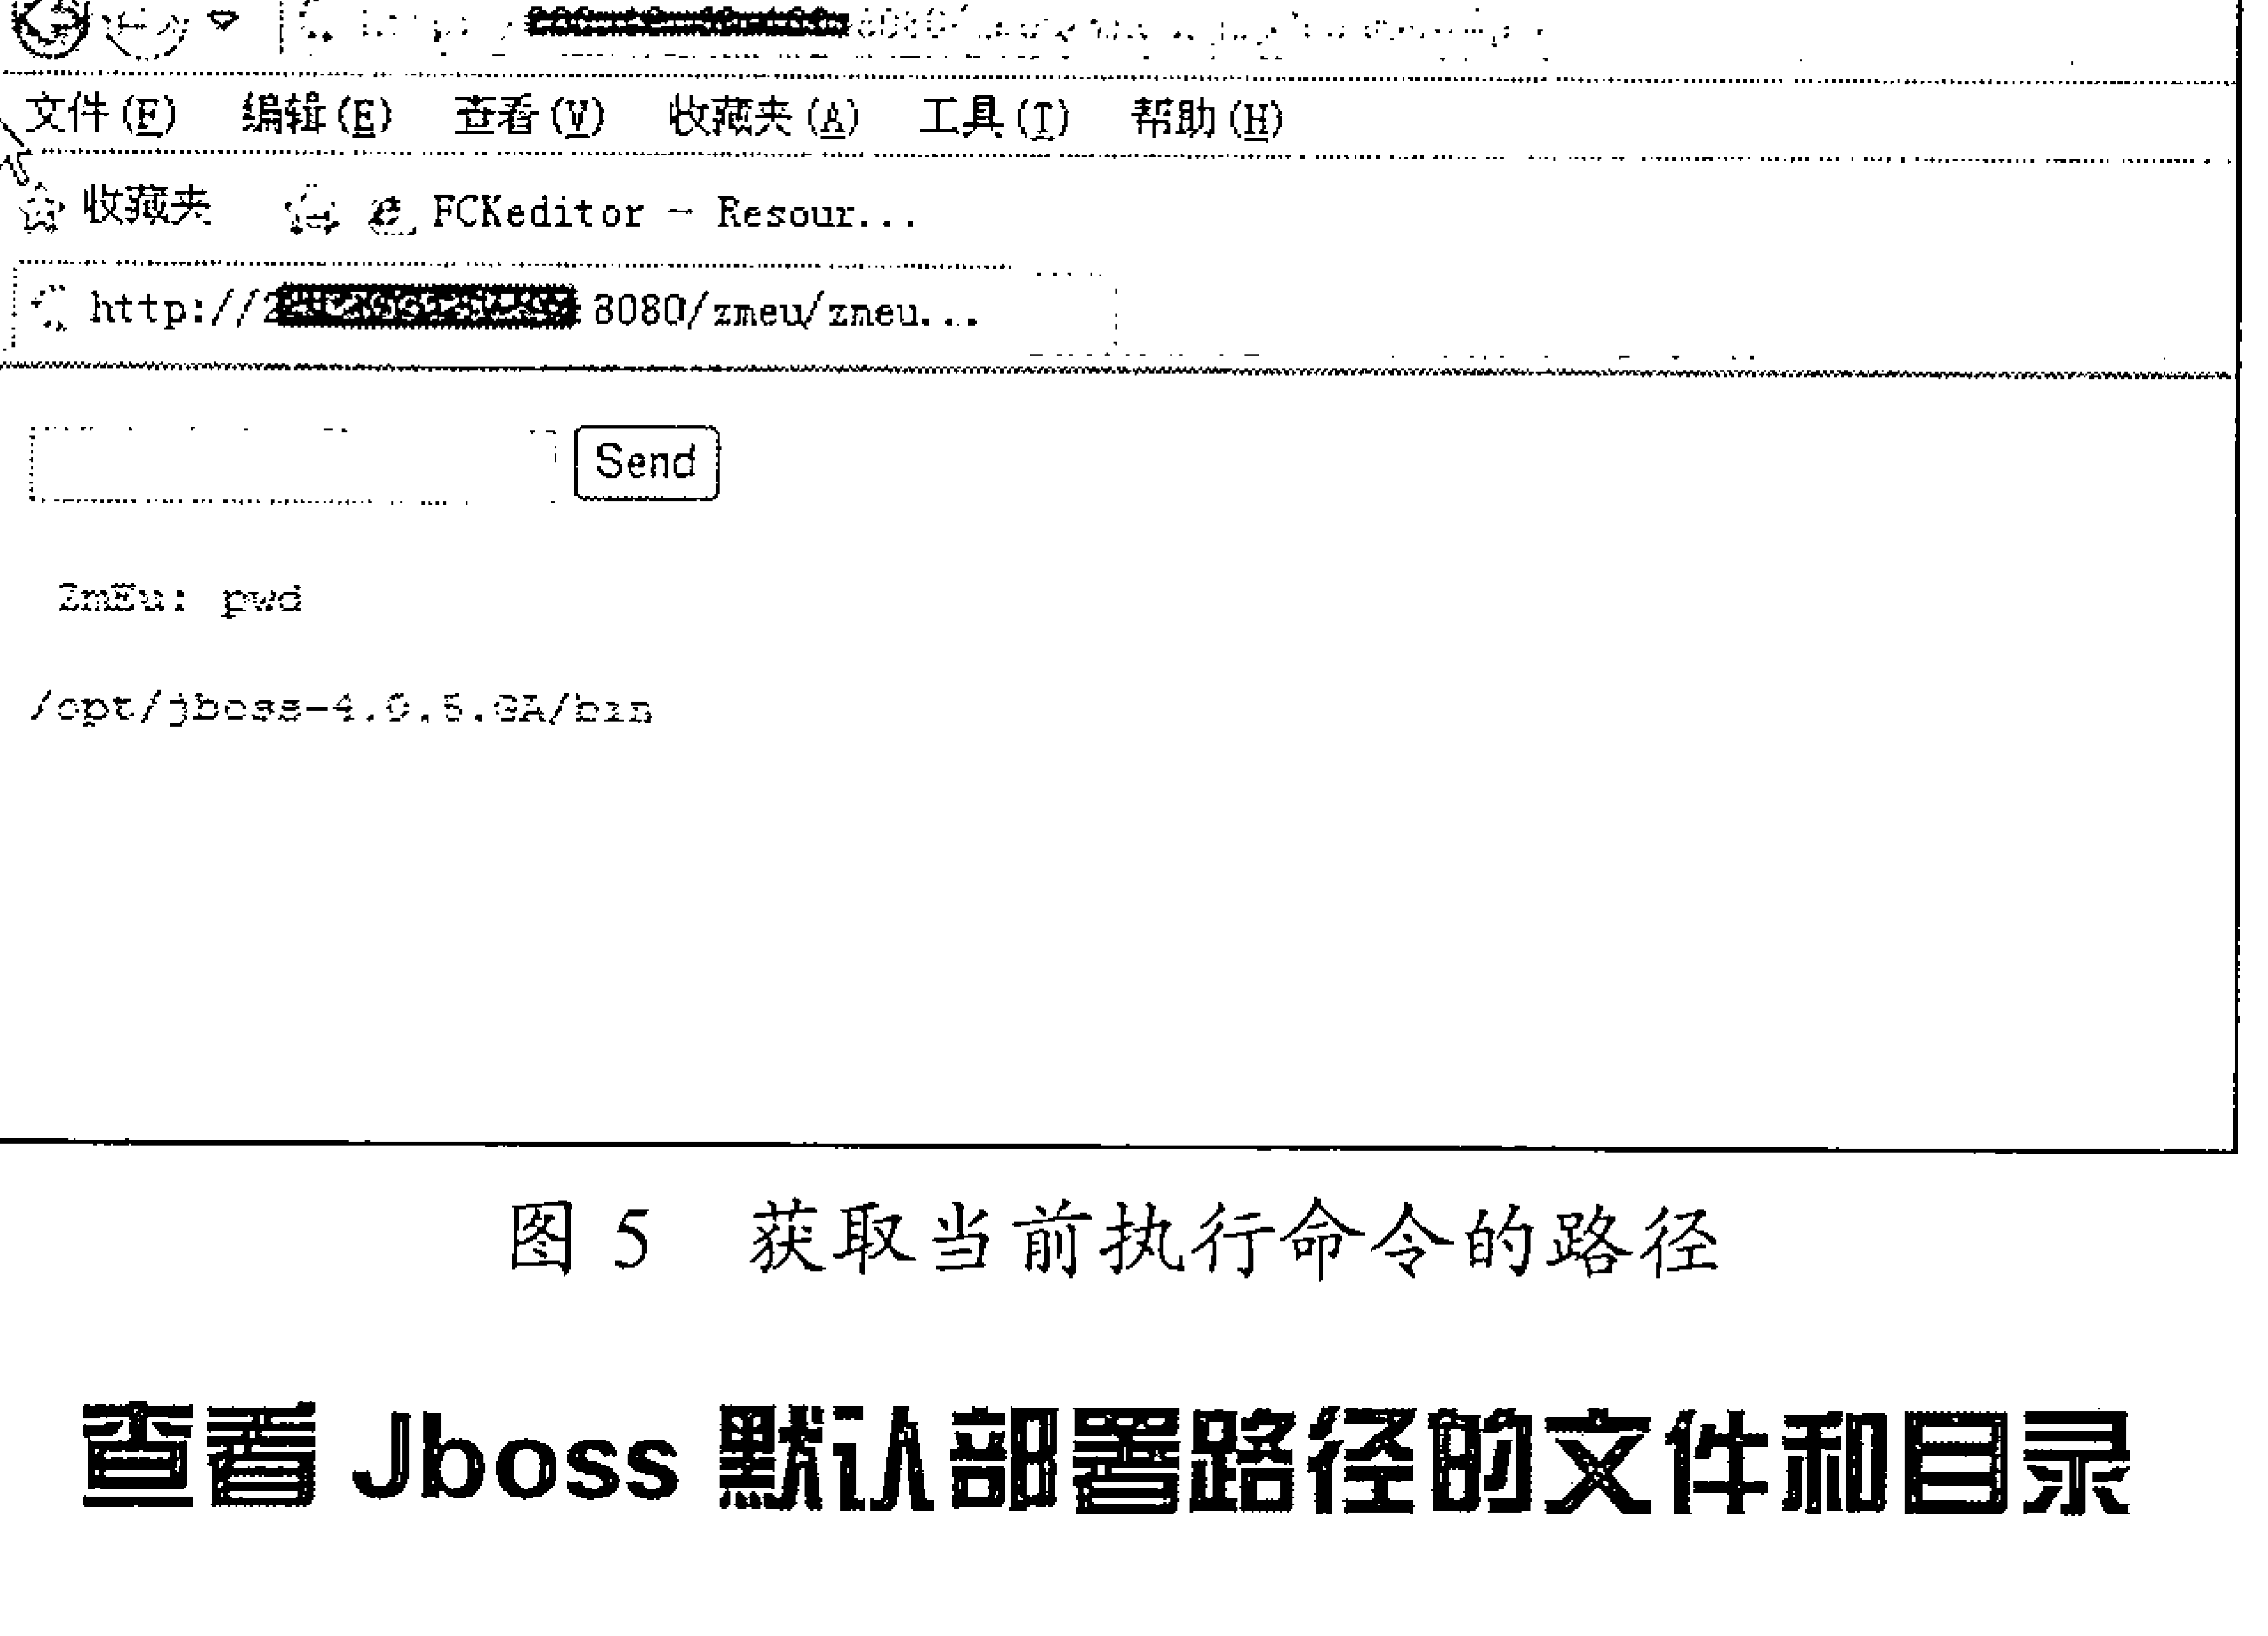 文件(F) 编辑(E) 查看(V) 收藏夹(A) 工具(T) 帮助(H)
收藏夹 FCKeditor - Resour...
http://2 8080/zmeu/zmeu...
Send
ZmEu: pwd
/opt/jboss-4.0.5.GA/bin
图 5 获取当前执行命令的路径
查看 Jboss 默认部署路径的文件和目录